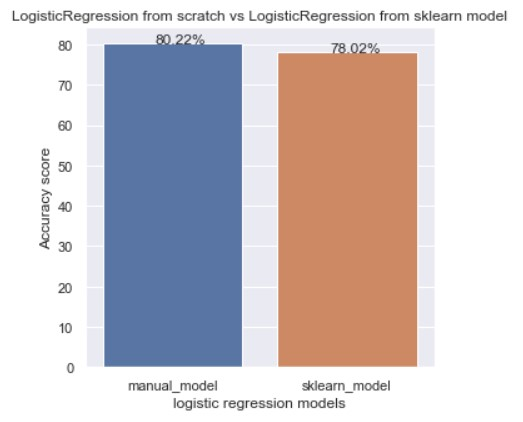 LogisticRegression from scratch vs LogisticRegression from sklearn model
80.22%
78.02%
80
70
60
50
40
30
20
10
0
Accuracy score
manual_model sklearn_model
logistic regression models